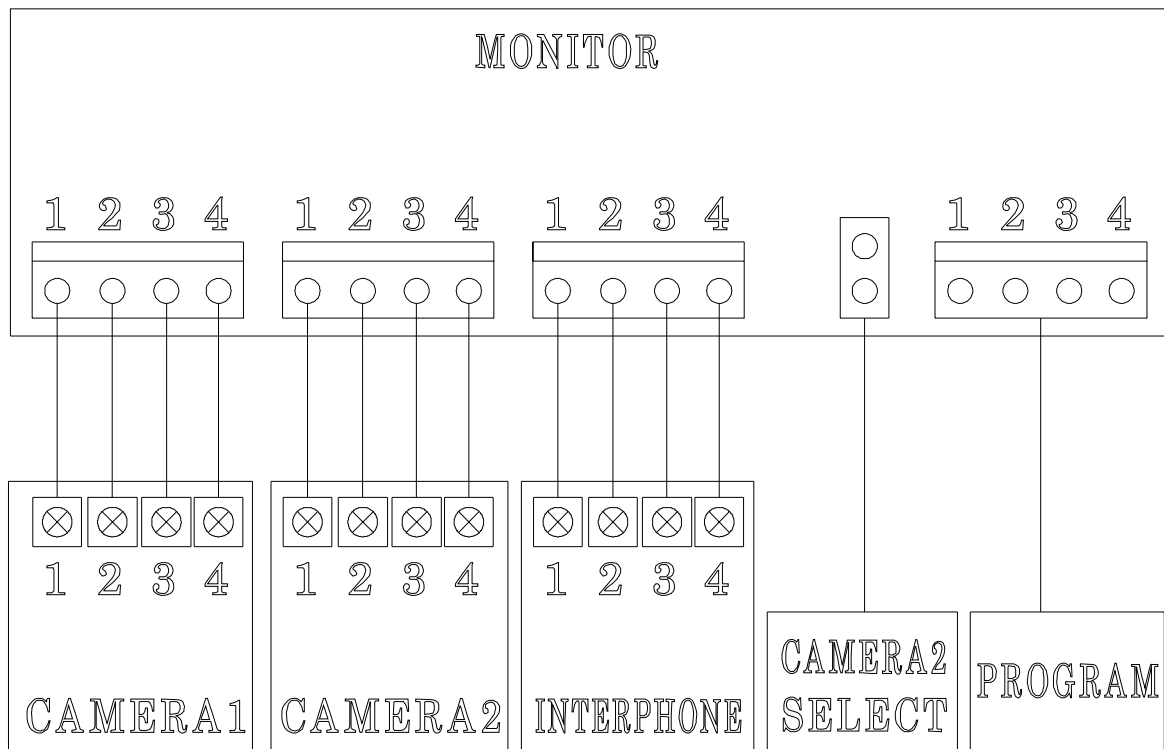 MONITOR
1 2 3 4 1 2 3 4 1 2 3 4 1 2 3 4
1 2 3 4 1 2 3 4 1 2 3 4
CAMERA1 CAMERA2 INTERPHONE CAMERA2
SELECT PROGRAM